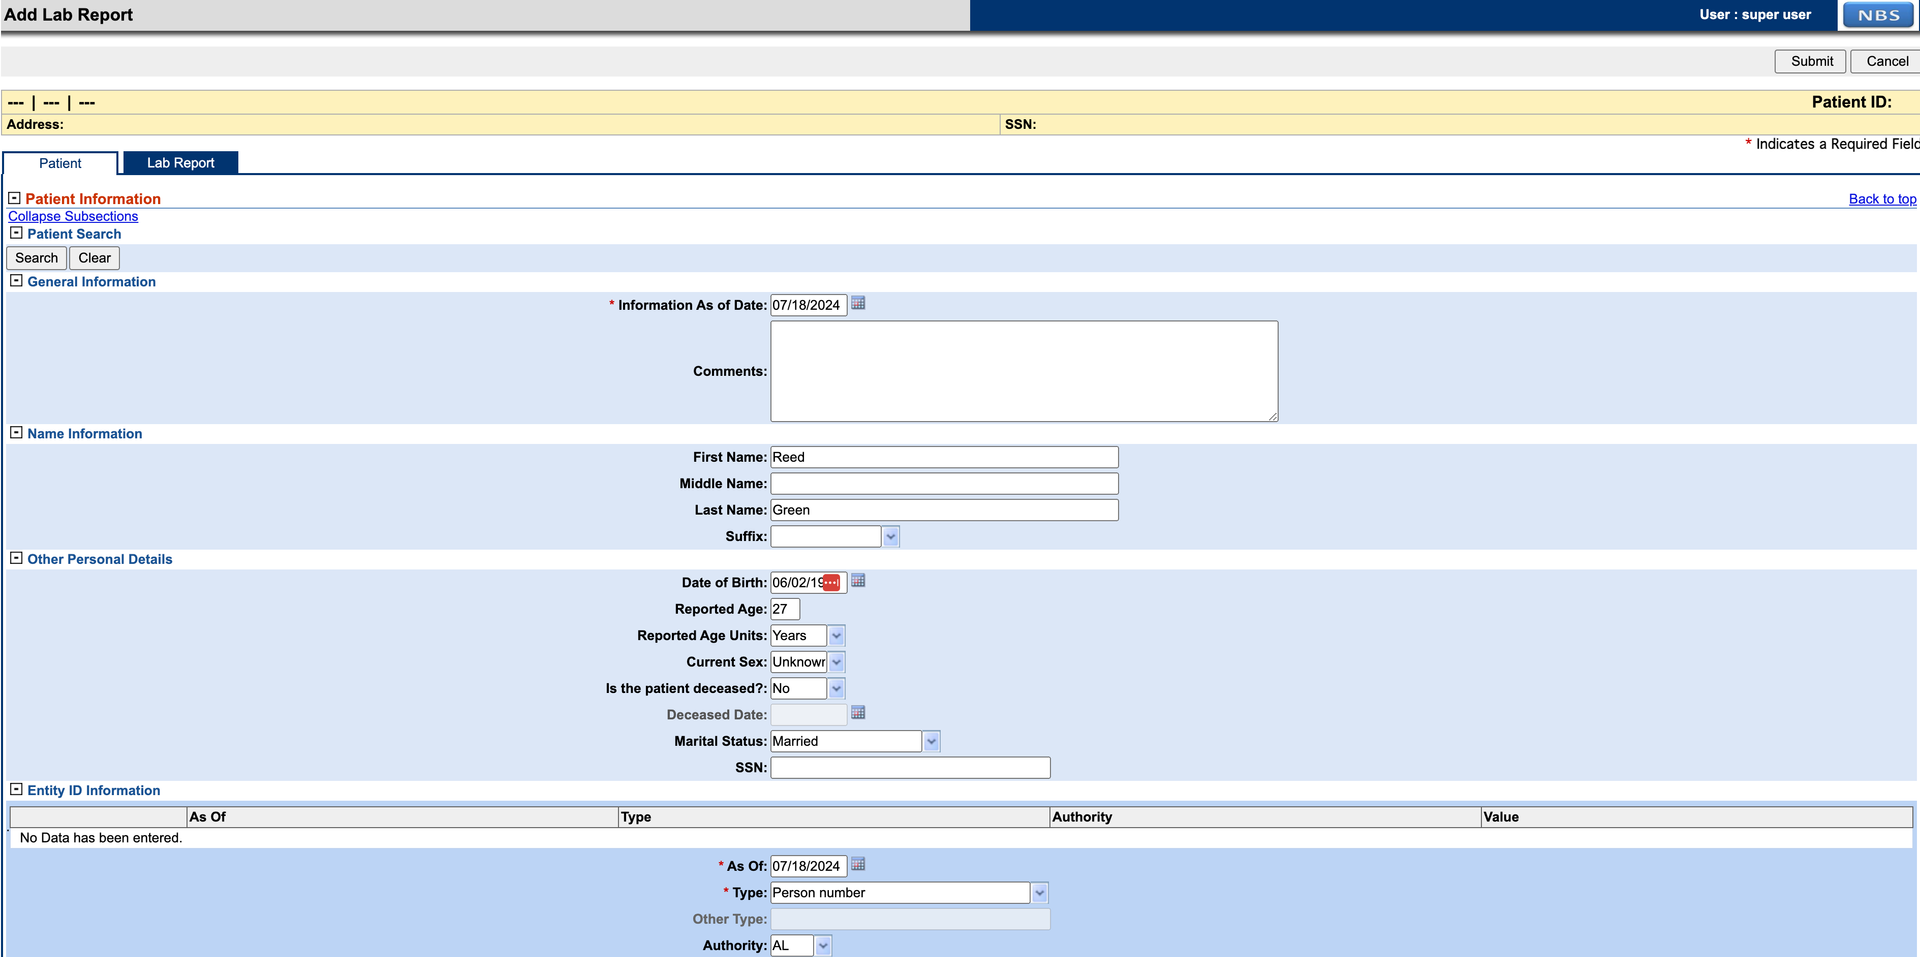 Add Lab Report
User : super user
NBS
Submit Cancel
--- | --- | ---
Patient ID:
Address:
SSN:
* Indicates a Required Field
Patient Lab Report
Patient Information
Back to top
Collapse Subsections
Patient Search
Search Clear
General Information
* Information As of Date: 07/18/2024
Comments:
Name Information
First Name: Reed
Middle Name:
Last Name: Green
Suffix:
Other Personal Details
Date of Birth: 06/02/19
Reported Age: 27
Reported Age Units: Years
Current Sex: Unknown
Is the patient deceased?: No
Deceased Date:
Marital Status: Married
SSN:
Entity ID Information
As Of Type Authority Value
No Data has been entered.
* As Of: 07/18/2024
* Type: Person number
Other Type:
Authority: AL